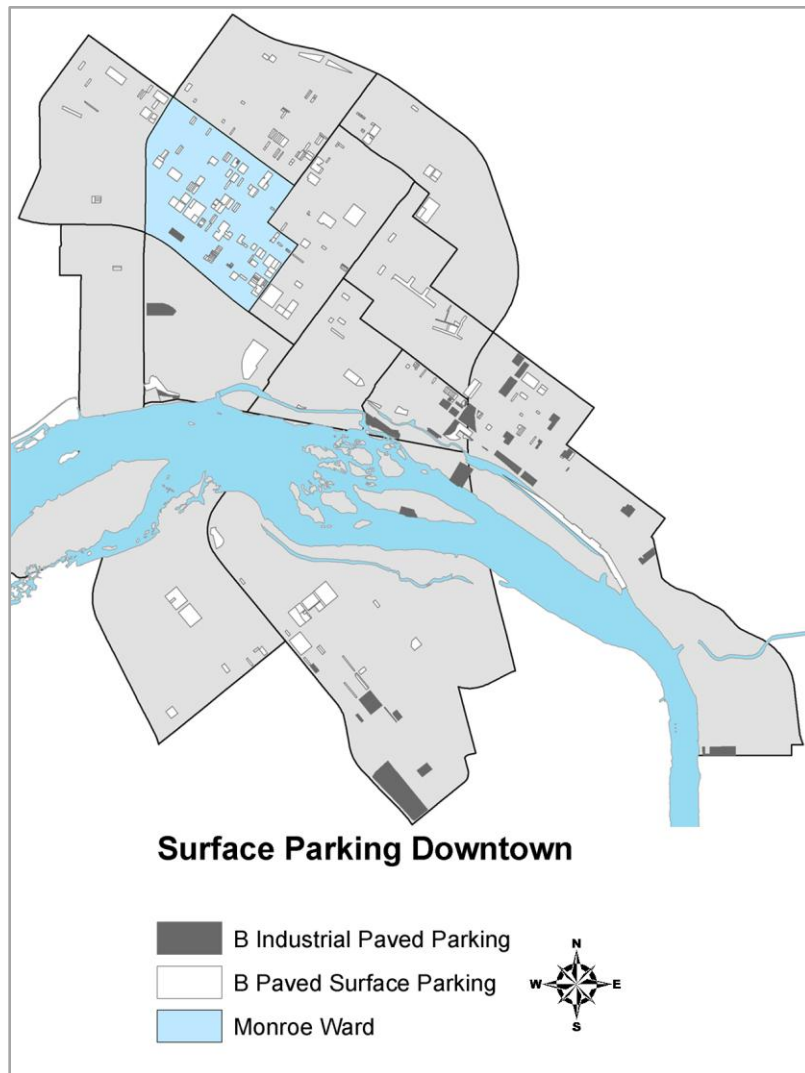 Surface Parking Downtown
B Industrial Paved Parking
B Paved Surface Parking
Monroe Ward
N
W E
S